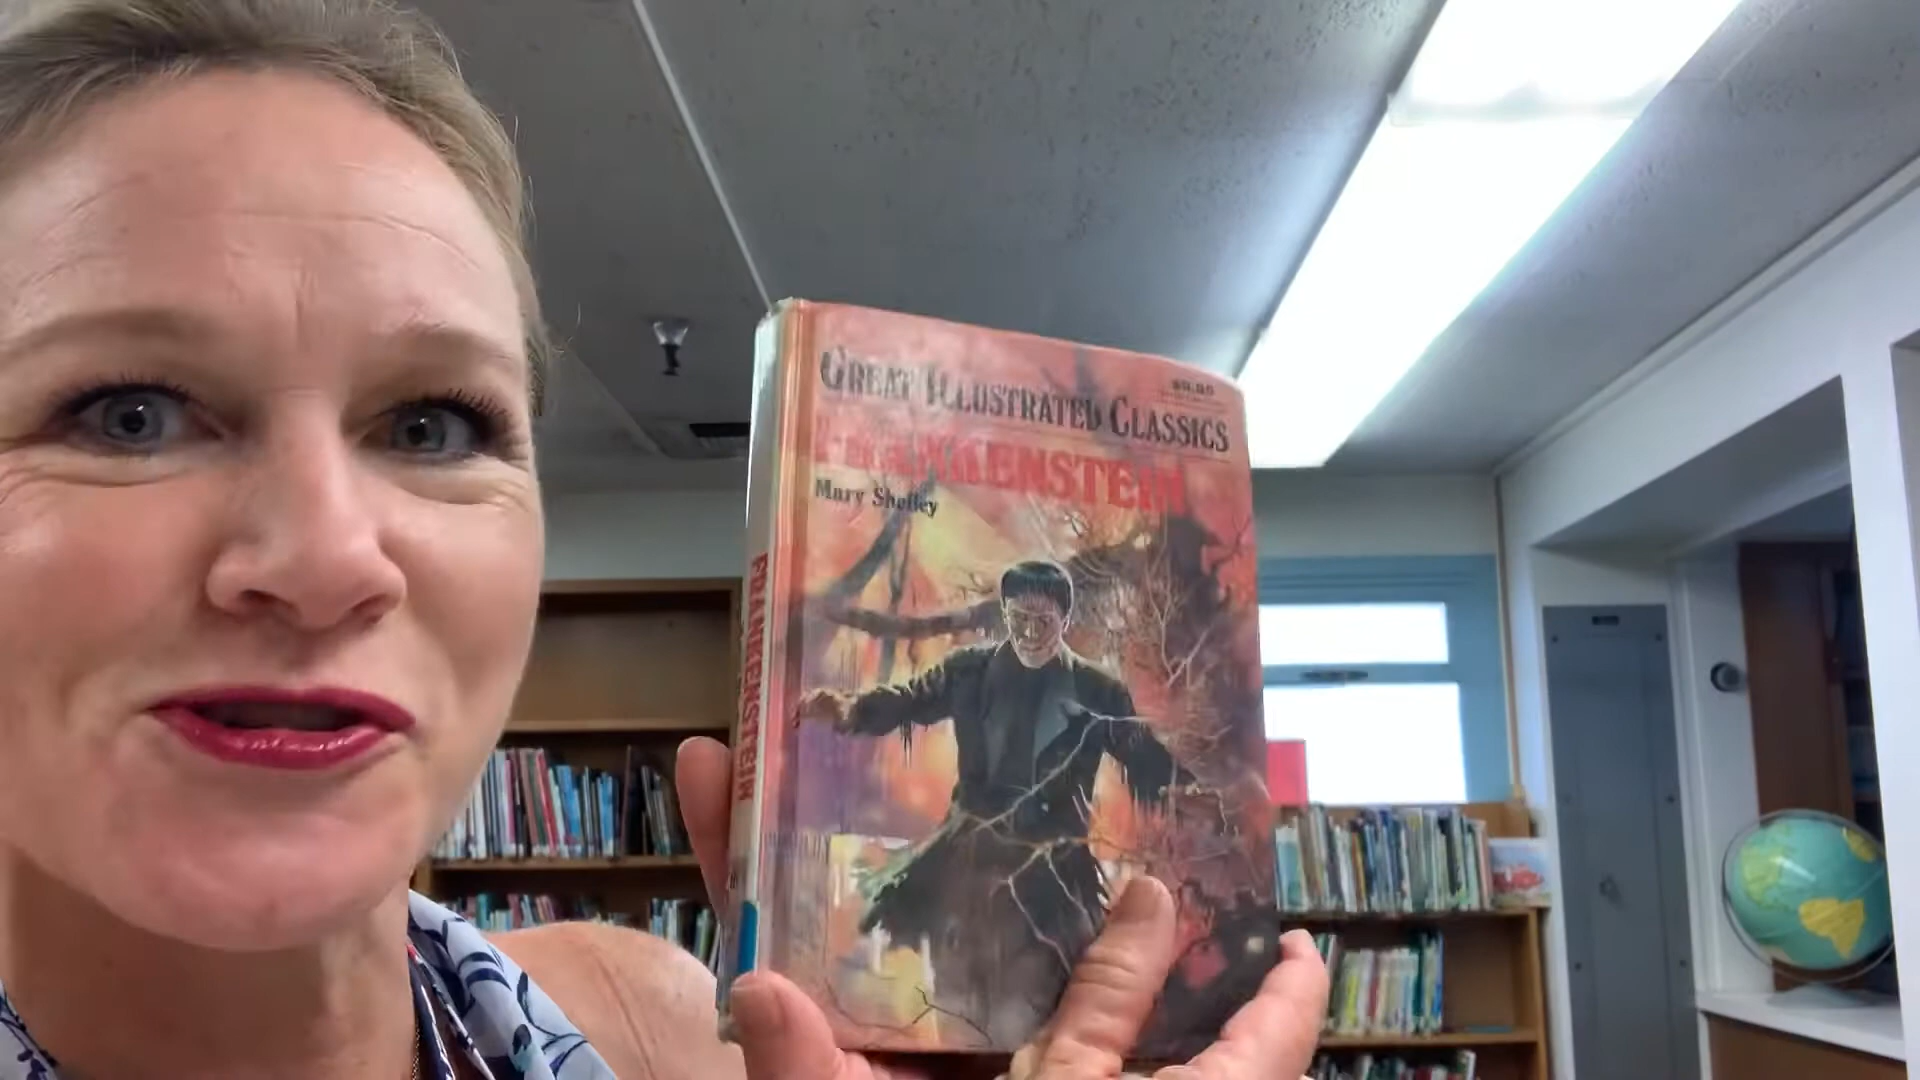 GREAT ILLUSTRATED CLASSICS
FRANKENSTEIN
Mary Shelley
FRANKENSTEIN